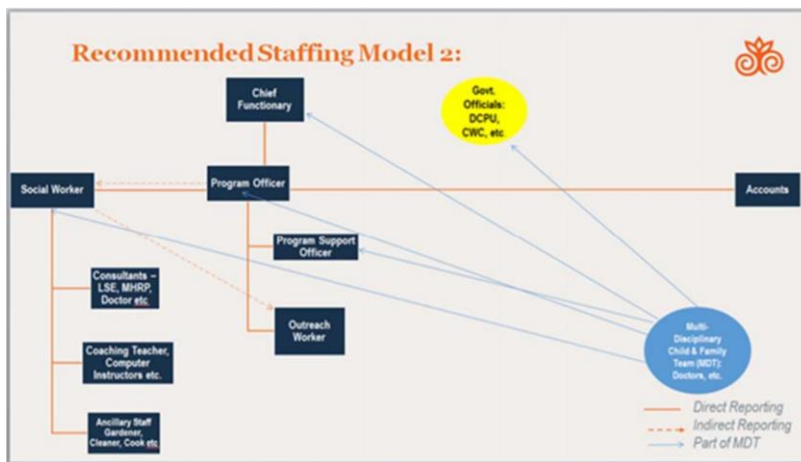 Recommended Staffing Model 2:
Chief
Functionary
Govt.
Officials:
DCPU,
CWC, etc.
Social Worker
Program Officer
Accounts
Program Support
Officer
Consultants –
LSE, MHRP,
Doctor etc
Outreach
Worker
Multi-
Disciplinary
Child & Family
Team (MDT):
Doctors, etc.
Coaching Teacher,
Computer
Instructors etc.
Ancillary Staff
Gardener,
Cleaner, Cook etc
Direct Reporting
Indirect Reporting
Part of MDT